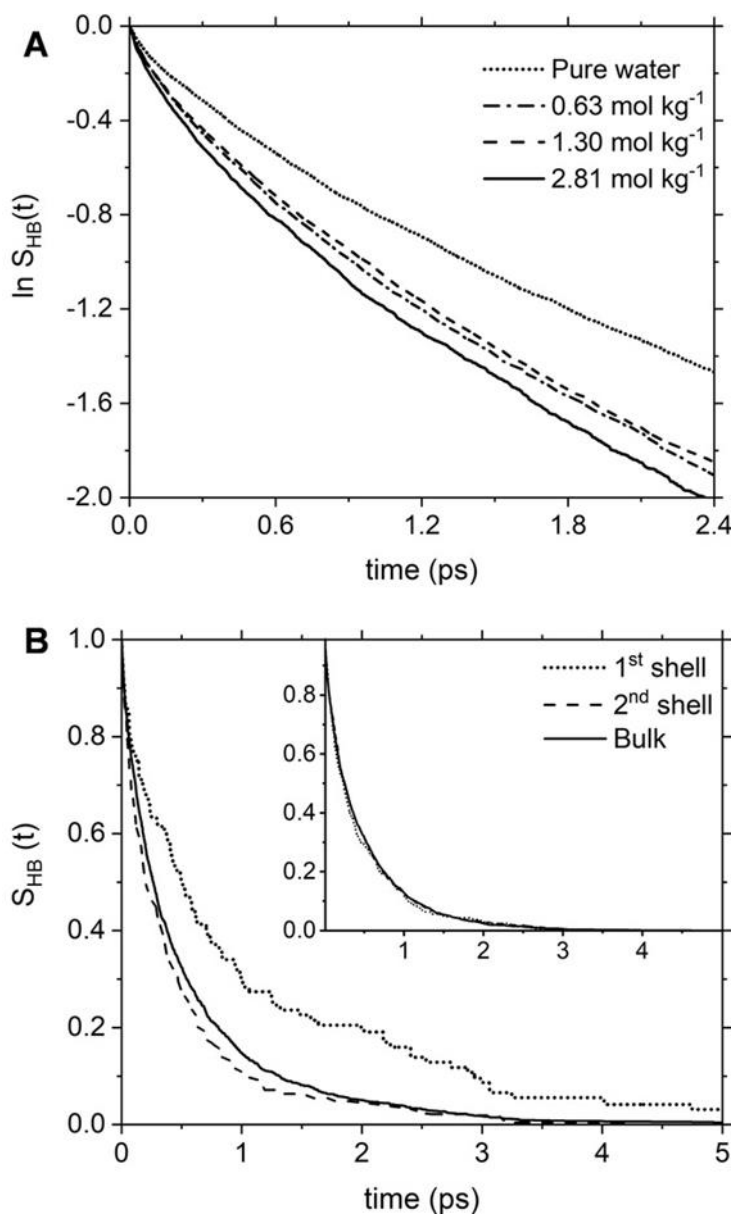 A
0.0
-0.4
-0.8
-1.2
-1.6
-2.0
ln S_HB(t)
Pure water
0.63 mol kg⁻¹
1.30 mol kg⁻¹
2.81 mol kg⁻¹
0.0 0.6 1.2 1.8 2.4
time (ps)
B
1.0
0.8
0.6
0.4
0.2
0.0
S_HB (t)
1ˢᵗ shell
2ⁿᵈ shell
Bulk
0.8
0.6
0.4
0.2
0.0
1 2 3 4
0 1 2 3 4 5
time (ps)